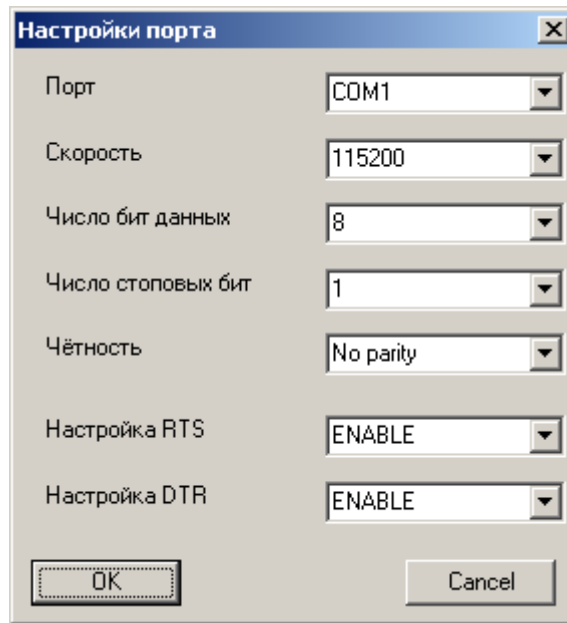 Настройки порта
Порт COM1
Скорость 115200
Число бит данных 8
Число стоповых бит 1
Чётность No parity
Настройка RTS ENABLE
Настройка DTR ENABLE
OK Cancel